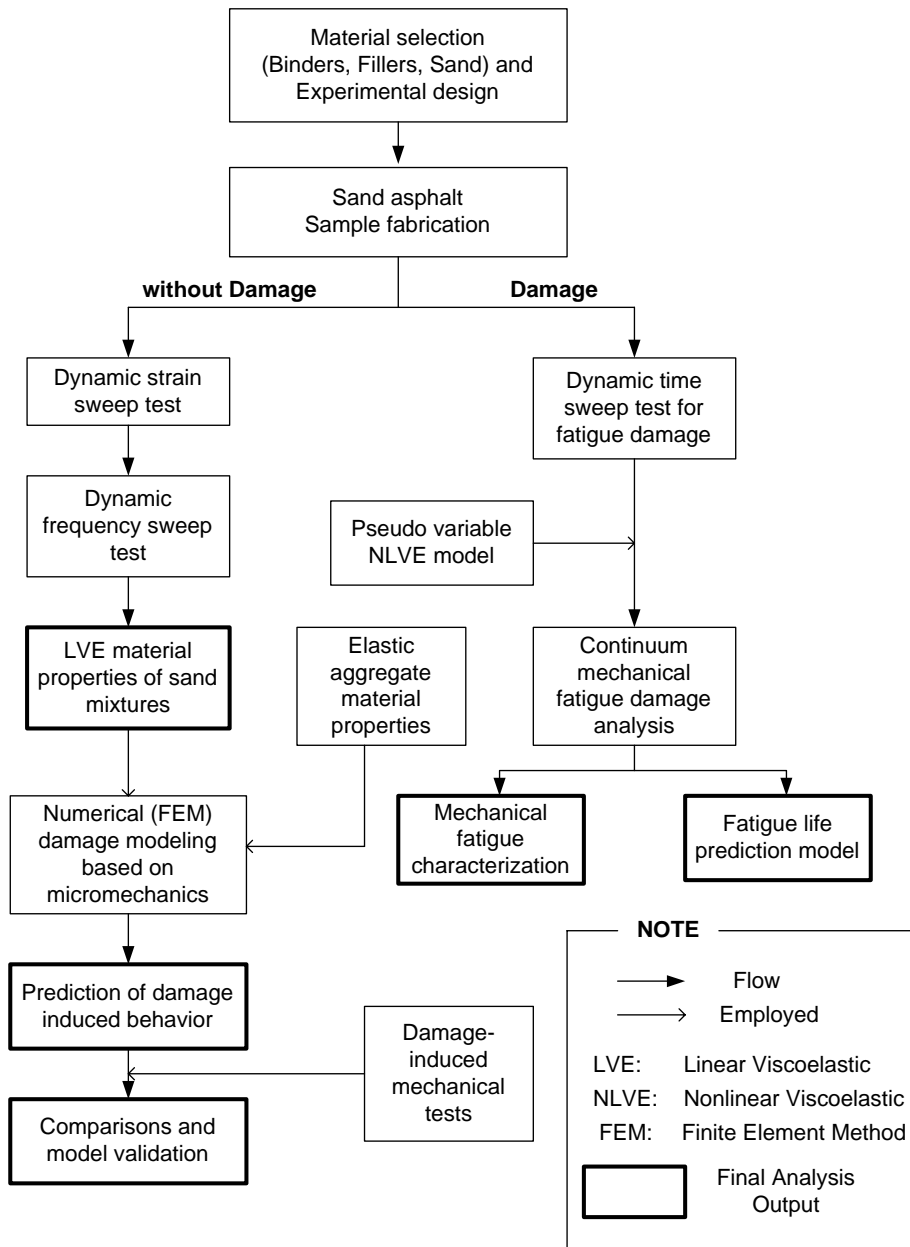 Material selection
(Binders, Fillers, Sand) and
Experimental design
Sand asphalt
Sample fabrication
without Damage
Damage
Dynamic strain
sweep test
Dynamic time
sweep test for
fatigue damage
Dynamic
frequency sweep
test
Pseudo variable
NLVE model
LVE material
properties of sand
mixtures
Elastic
aggregate
material
properties
Continuum
mechanical
fatigue damage
analysis
Numerical (FEM)
damage modeling
based on
micromechanics
Mechanical
fatigue
characterization
Fatigue life
prediction model
Prediction of damage
induced behavior
Damage-
induced
mechanical
tests
Comparisons and
model validation
NOTE
Flow
Employed
LVE: Linear Viscoelastic
NLVE: Nonlinear Viscoelastic
FEM: Finite Element Method
Final Analysis
Output